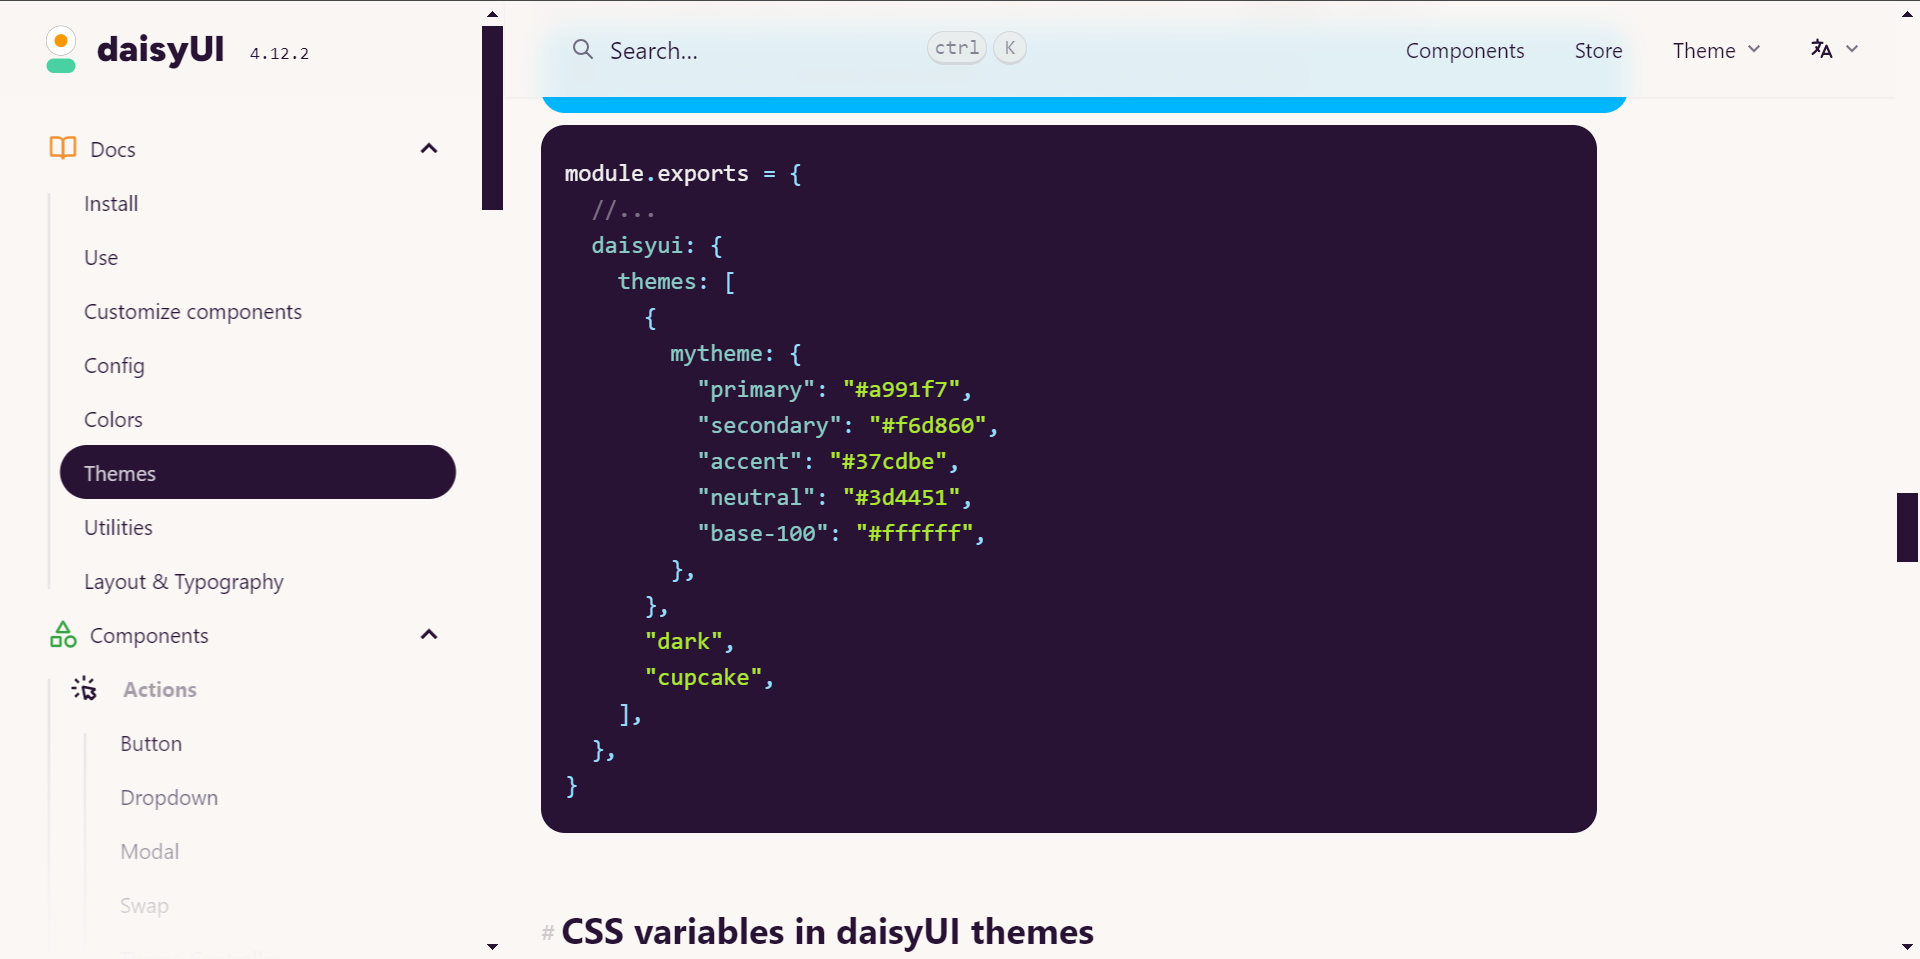 daisyUI 4.12.2
Search...
ctrl K
Components
Store
Theme
Docs
Install
Use
Customize components
Config
Colors
Themes
Utilities
Layout & Typography
Components
Actions
Button
Dropdown
Modal
Swap
module.exports = {
  //...
  daisyui: {
    themes: [
      {
        mytheme: {
          "primary": "#a991f7",
          "secondary": "#f6d860",
          "accent": "#37cdbe",
          "neutral": "#3d4451",
          "base-100": "#ffffff",
        },
      },
      "dark",
      "cupcake",
    ],
  },
}
# CSS variables in daisyUI themes